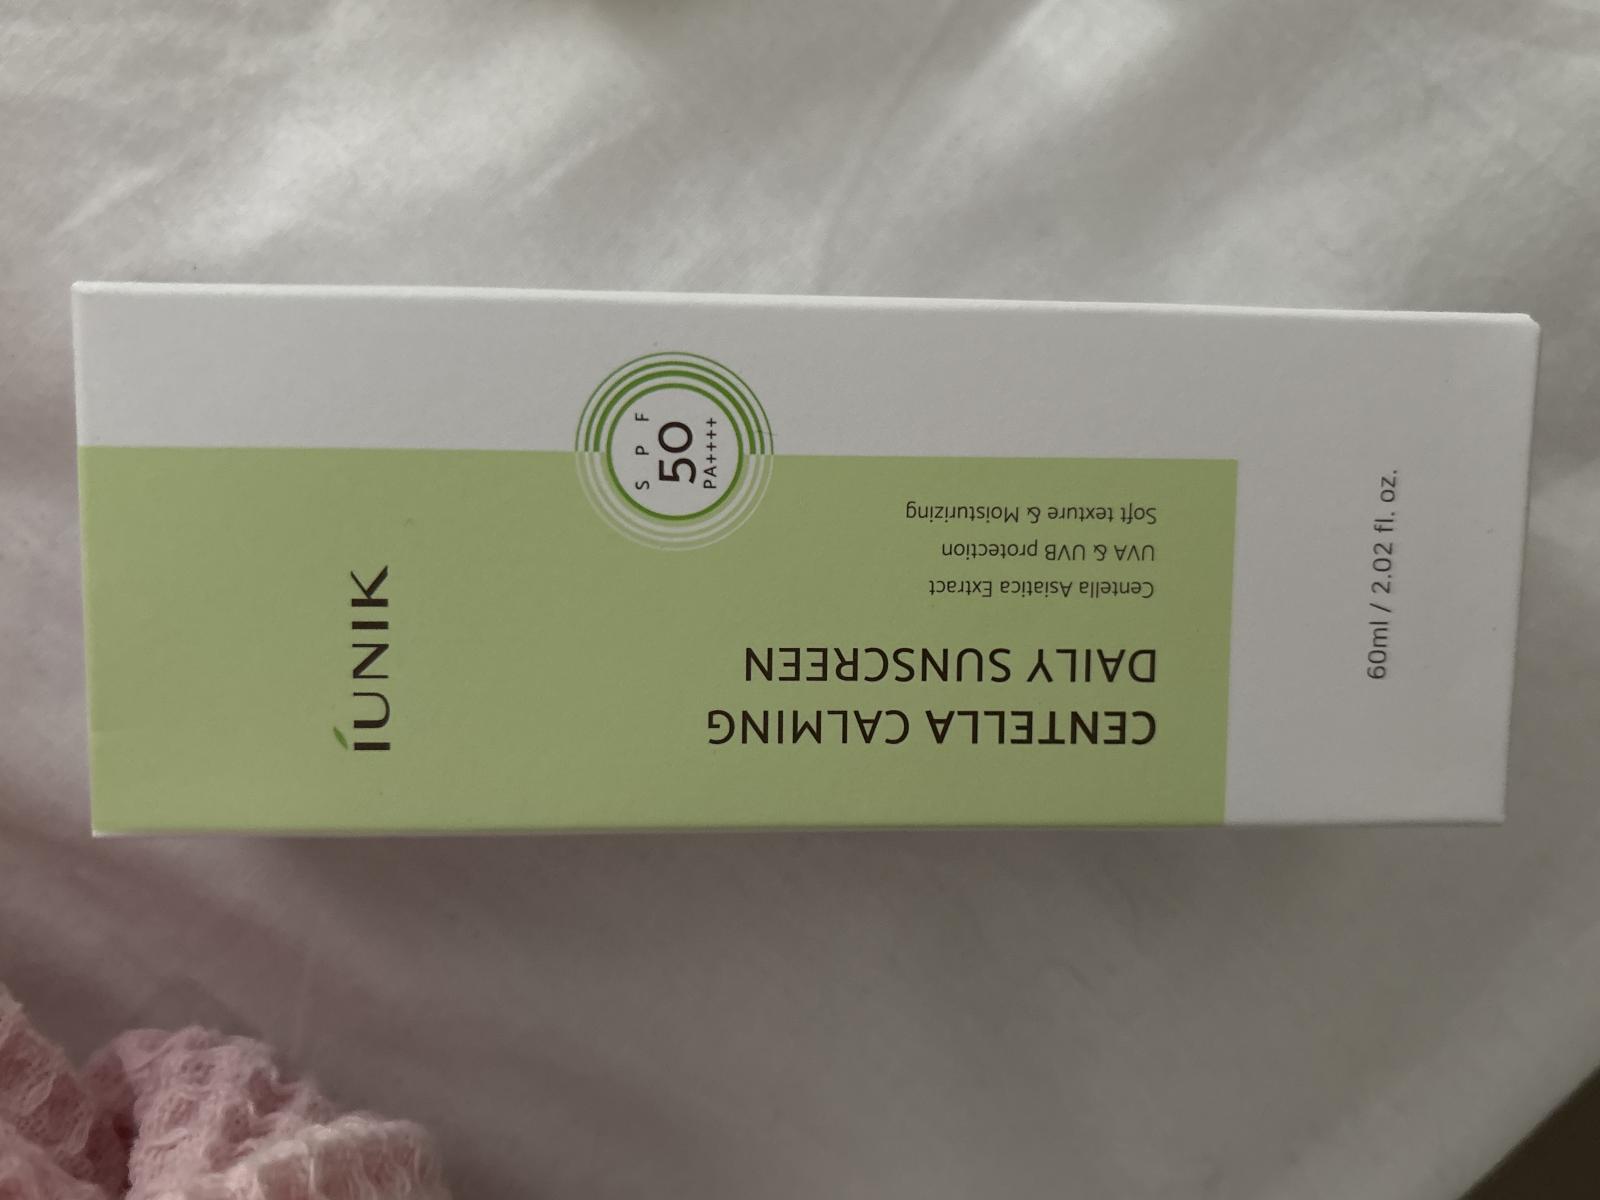 IUNIK
SPF
50
PA++++
CENTELLA CALMING
DAILY SUNSCREEN
Centella Asiatica Extract
UVA & UVB protection
Soft texture & Moisturizing
60ml / 2.02 fl. oz.